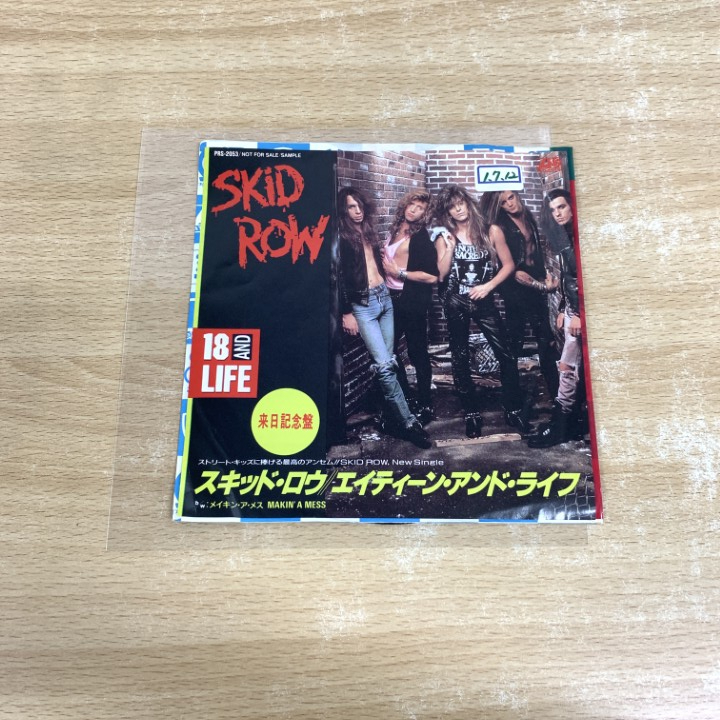 PRS-2053/NOT FOR SALE/SAMPLE
SKiD
ROW
1.7.12
NOTHING
SACRED?
18 AND
LIFE
来日記念盤
ストリート・キッズに捧げる最高のアンセム//SKID ROW, New Single
スキッド・ロウ/エイティーン・アンド・ライフ
b/w:メイキン・ア・メス MAKIN' A MESS